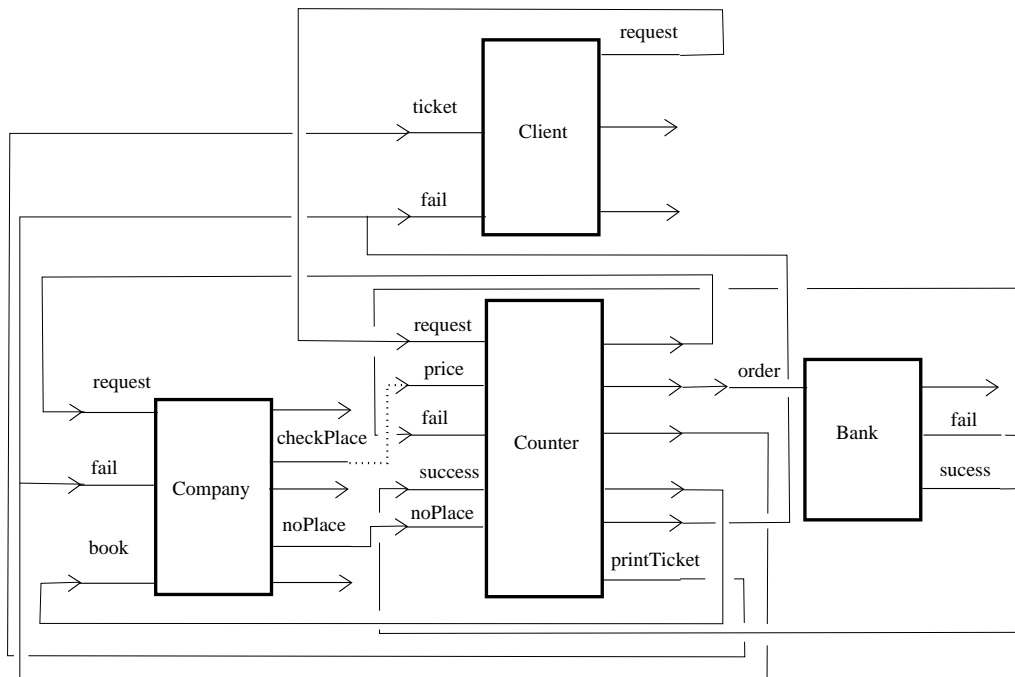 request
ticket
Client
fail
request
price
order
request
fail
Bank
fail
checkPlace
Counter
fail
success
sucess
Company
noPlace
noPlace
book
printTicket